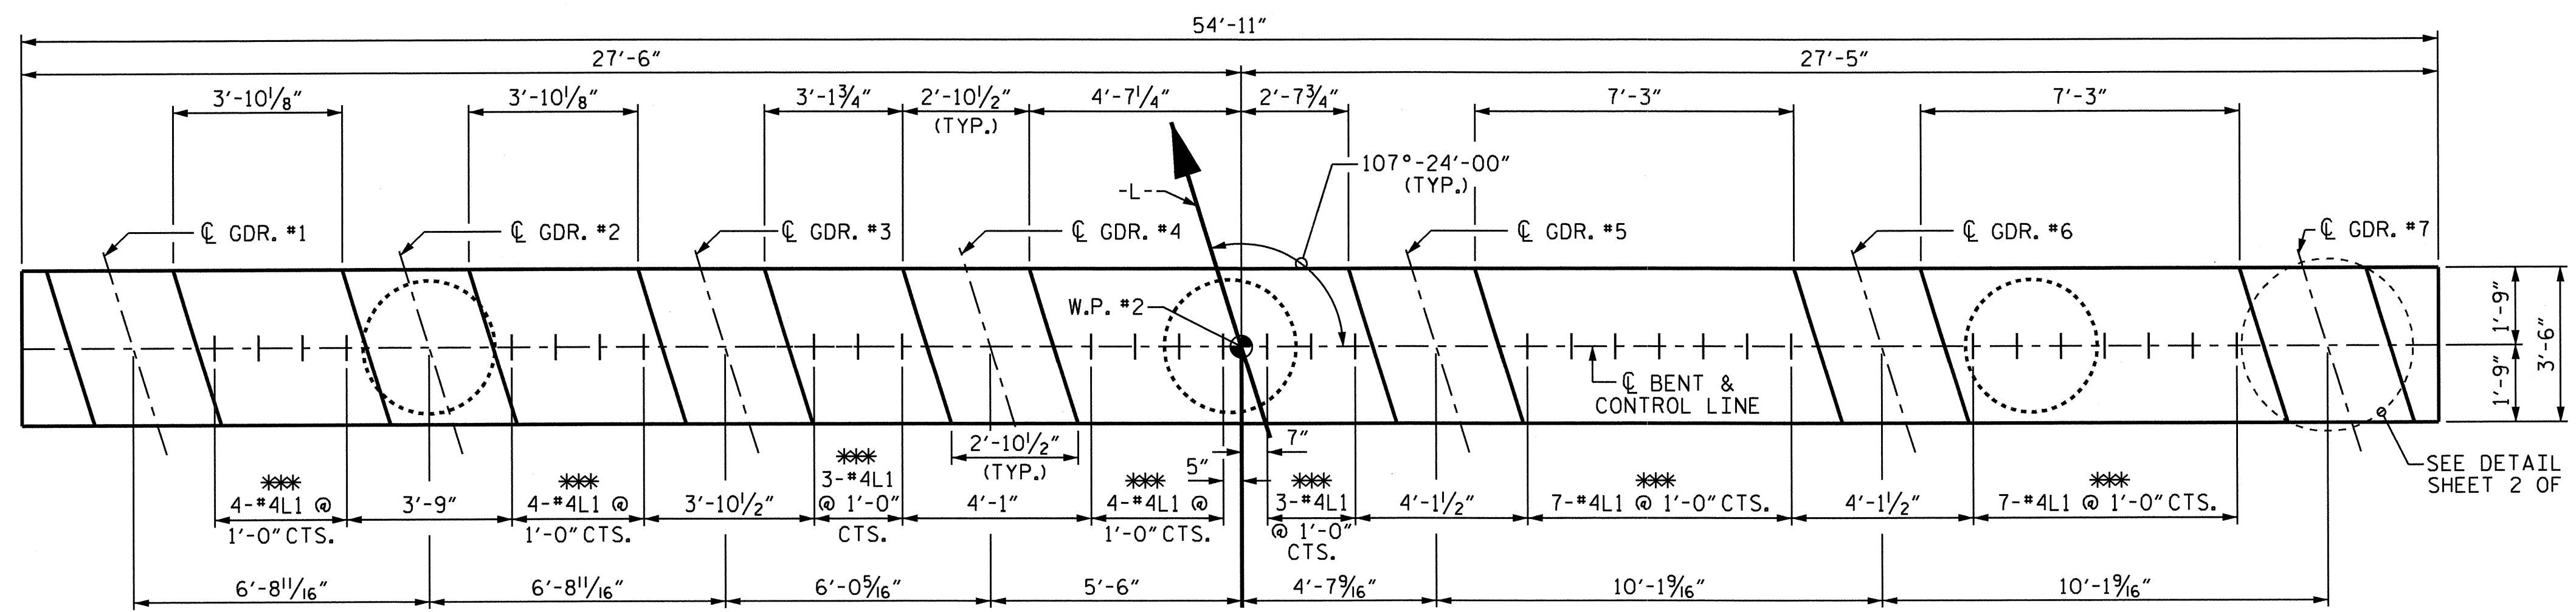 54'-11"
27'-6"
27'-5"
3'-10 1/8"
3'-10 1/8"
3'-1 3/4"
2'-10 1/2"
(TYP.)
4'-7 1/4"
2'-7 3/4"
7'-3"
7'-3"
107°-24'-00"
(TYP.)
-L-
℄ GDR. #1
℄ GDR. #2
℄ GDR. #3
℄ GDR. #4
℄ GDR. #5
℄ GDR. #6
℄ GDR. #7
W.P. #2
℄ BENT &
CONTROL LINE
1'-9"
1'-9"
3'-6"
2'-10 1/2"
(TYP.)
7"
5"
SEE DETAIL
SHEET 2 OF
***
4-#4L1 @
1'-0" CTS.
3'-9"
***
4-#4L1 @
1'-0" CTS.
3'-10 1/2"
***
3-#4L1
@ 1'-0"
CTS.
4'-1"
***
4-#4L1 @
1'-0" CTS.
***
3-#4L1
@ 1'-0"
CTS.
4'-1 1/2"
***
7-#4L1 @ 1'-0" CTS.
4'-1 1/2"
***
7-#4L1 @ 1'-0" CTS.
6'-8 11/16"
6'-8 11/16"
6'-0 5/16"
5'-6"
4'-7 9/16"
10'-1 9/16"
10'-1 9/16"